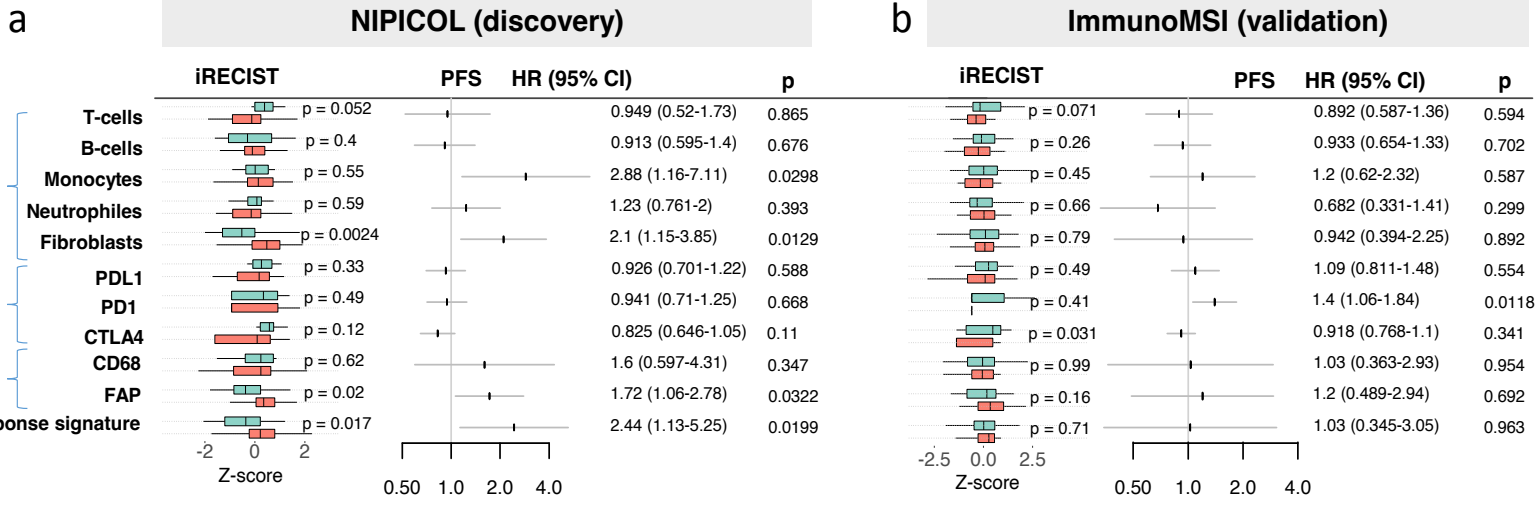 a NIPICOL (discovery) b ImmunoMSI (validation)
iRECIST PFS HR (95% CI) p iRECIST PFS HR (95% CI) p
T-cells p = 0.052 0.949 (0.52-1.73) 0.865 p = 0.071 0.892 (0.587-1.36) 0.594
B-cells p = 0.4 0.913 (0.595-1.4) 0.676 p = 0.26 0.933 (0.654-1.33) 0.702
Monocytes p = 0.55 2.88 (1.16-7.11) 0.0298 p = 0.45 1.2 (0.62-2.32) 0.587
Neutrophiles p = 0.59 1.23 (0.761-2) 0.393 p = 0.66 0.682 (0.331-1.41) 0.299
Fibroblasts p = 0.0024 2.1 (1.15-3.85) 0.0129 p = 0.79 0.942 (0.394-2.25) 0.892
PDL1 p = 0.33 0.926 (0.701-1.22) 0.588 p = 0.49 1.09 (0.811-1.48) 0.554
PD1 p = 0.49 0.941 (0.71-1.25) 0.668 p = 0.41 1.4 (1.06-1.84) 0.0118
CTLA4 p = 0.12 0.825 (0.646-1.05) 0.11 p = 0.031 0.918 (0.768-1.1) 0.341
CD68 p = 0.62 1.6 (0.597-4.31) 0.347 p = 0.99 1.03 (0.363-2.93) 0.954
FAP p = 0.02 1.72 (1.06-2.78) 0.0322 p = 0.16 1.2 (0.489-2.94) 0.692
ponse signature p = 0.017 2.44 (1.13-5.25) 0.0199 p = 0.71 1.03 (0.345-3.05) 0.963
-2 0 2 -2.5 0.0 2.5
Z-score 0.50 1.0 2.0 4.0 Z-score 0.50 1.0 2.0 4.0